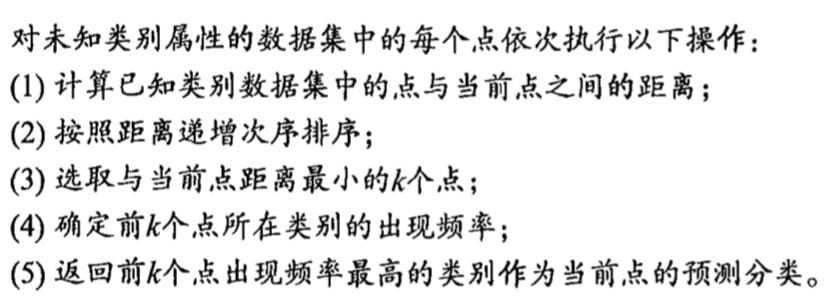 对未知类别属性的数据集中的每个点依次执行以下操作：
(1) 计算已知类别数据集中的点与当前点之间的距离；
(2) 按照距离递增次序排序；
(3) 选取与当前点距离最小的k个点；
(4) 确定前k个点所在类别的出现频率；
(5) 返回前k个点出现频率最高的类别作为当前点的预测分类。